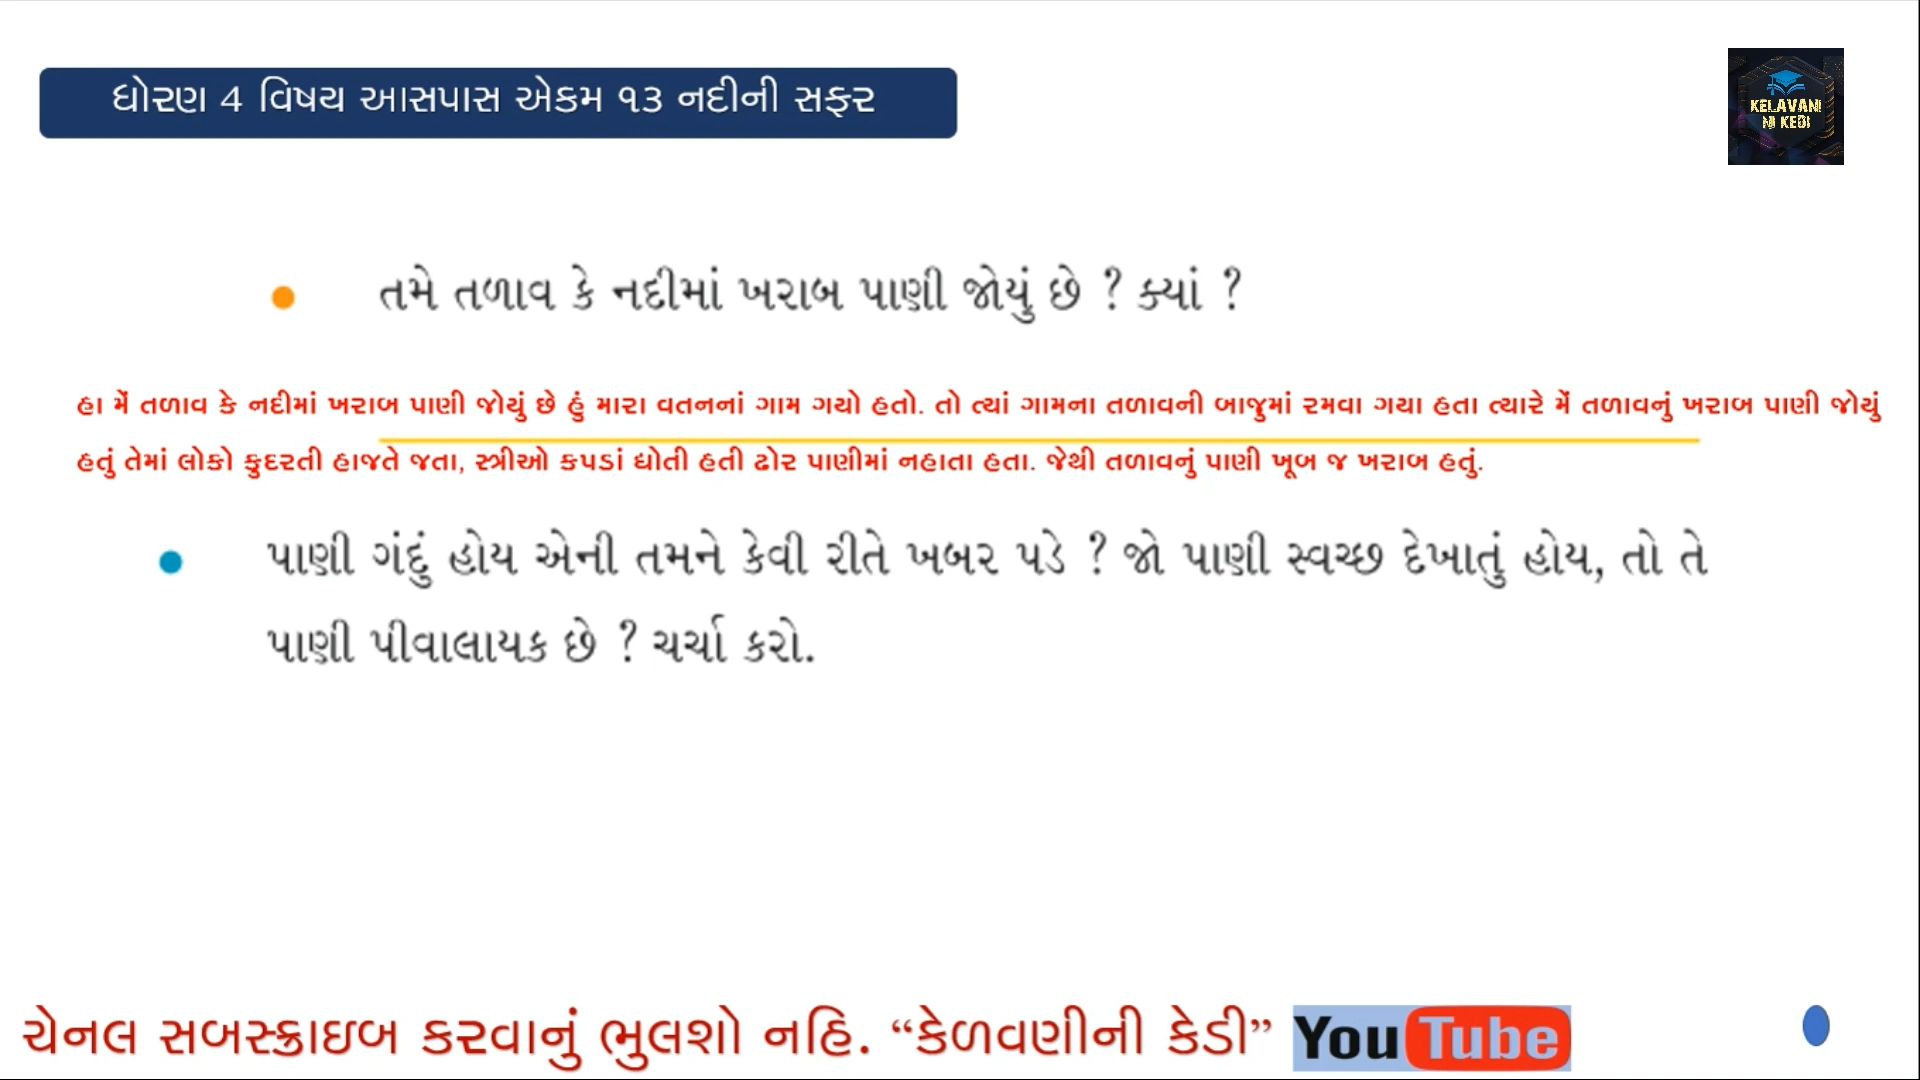 ધોરણ 4 વિષય આસપાસ એકમ ૧૩ નદીની સફર
KELAVANI
NI KEDI
તમે તળાવ કે નદીમાં ખરાબ પાણી જોયું છે ? ક્યાં ?
હા મેં તળાવ કે નદીમાં ખરાબ પાણી જોયું છે હું મારા વતનનાં ગામ ગયો હતો. તો ત્યાં ગામના તળાવની બાજુમાં રમવા ગયા હતા ત્યારે મેં તળાવનું ખરાબ પાણી જોયું
હતું તેમાં લોકો કુદરતી હાજતે જતા, સ્ત્રીઓ કપડાં ધોતી હતી ઢોર પાણીમાં નહાતા હતા. જેથી તળાવનું પાણી ખૂબ જ ખરાબ હતું.
પાણી ગંદું હોય એની તમને કેવી રીતે ખબર પડે ? જો પાણી સ્વચ્છ દેખાતું હોય, તો તે
પાણી પીવાલાયક છે ? ચર્ચા કરો.
ચેનલ સબસ્ક્રાઇબ કરવાનું ભુલશો નહિ. “કેળવણીની કેડી” YouTube